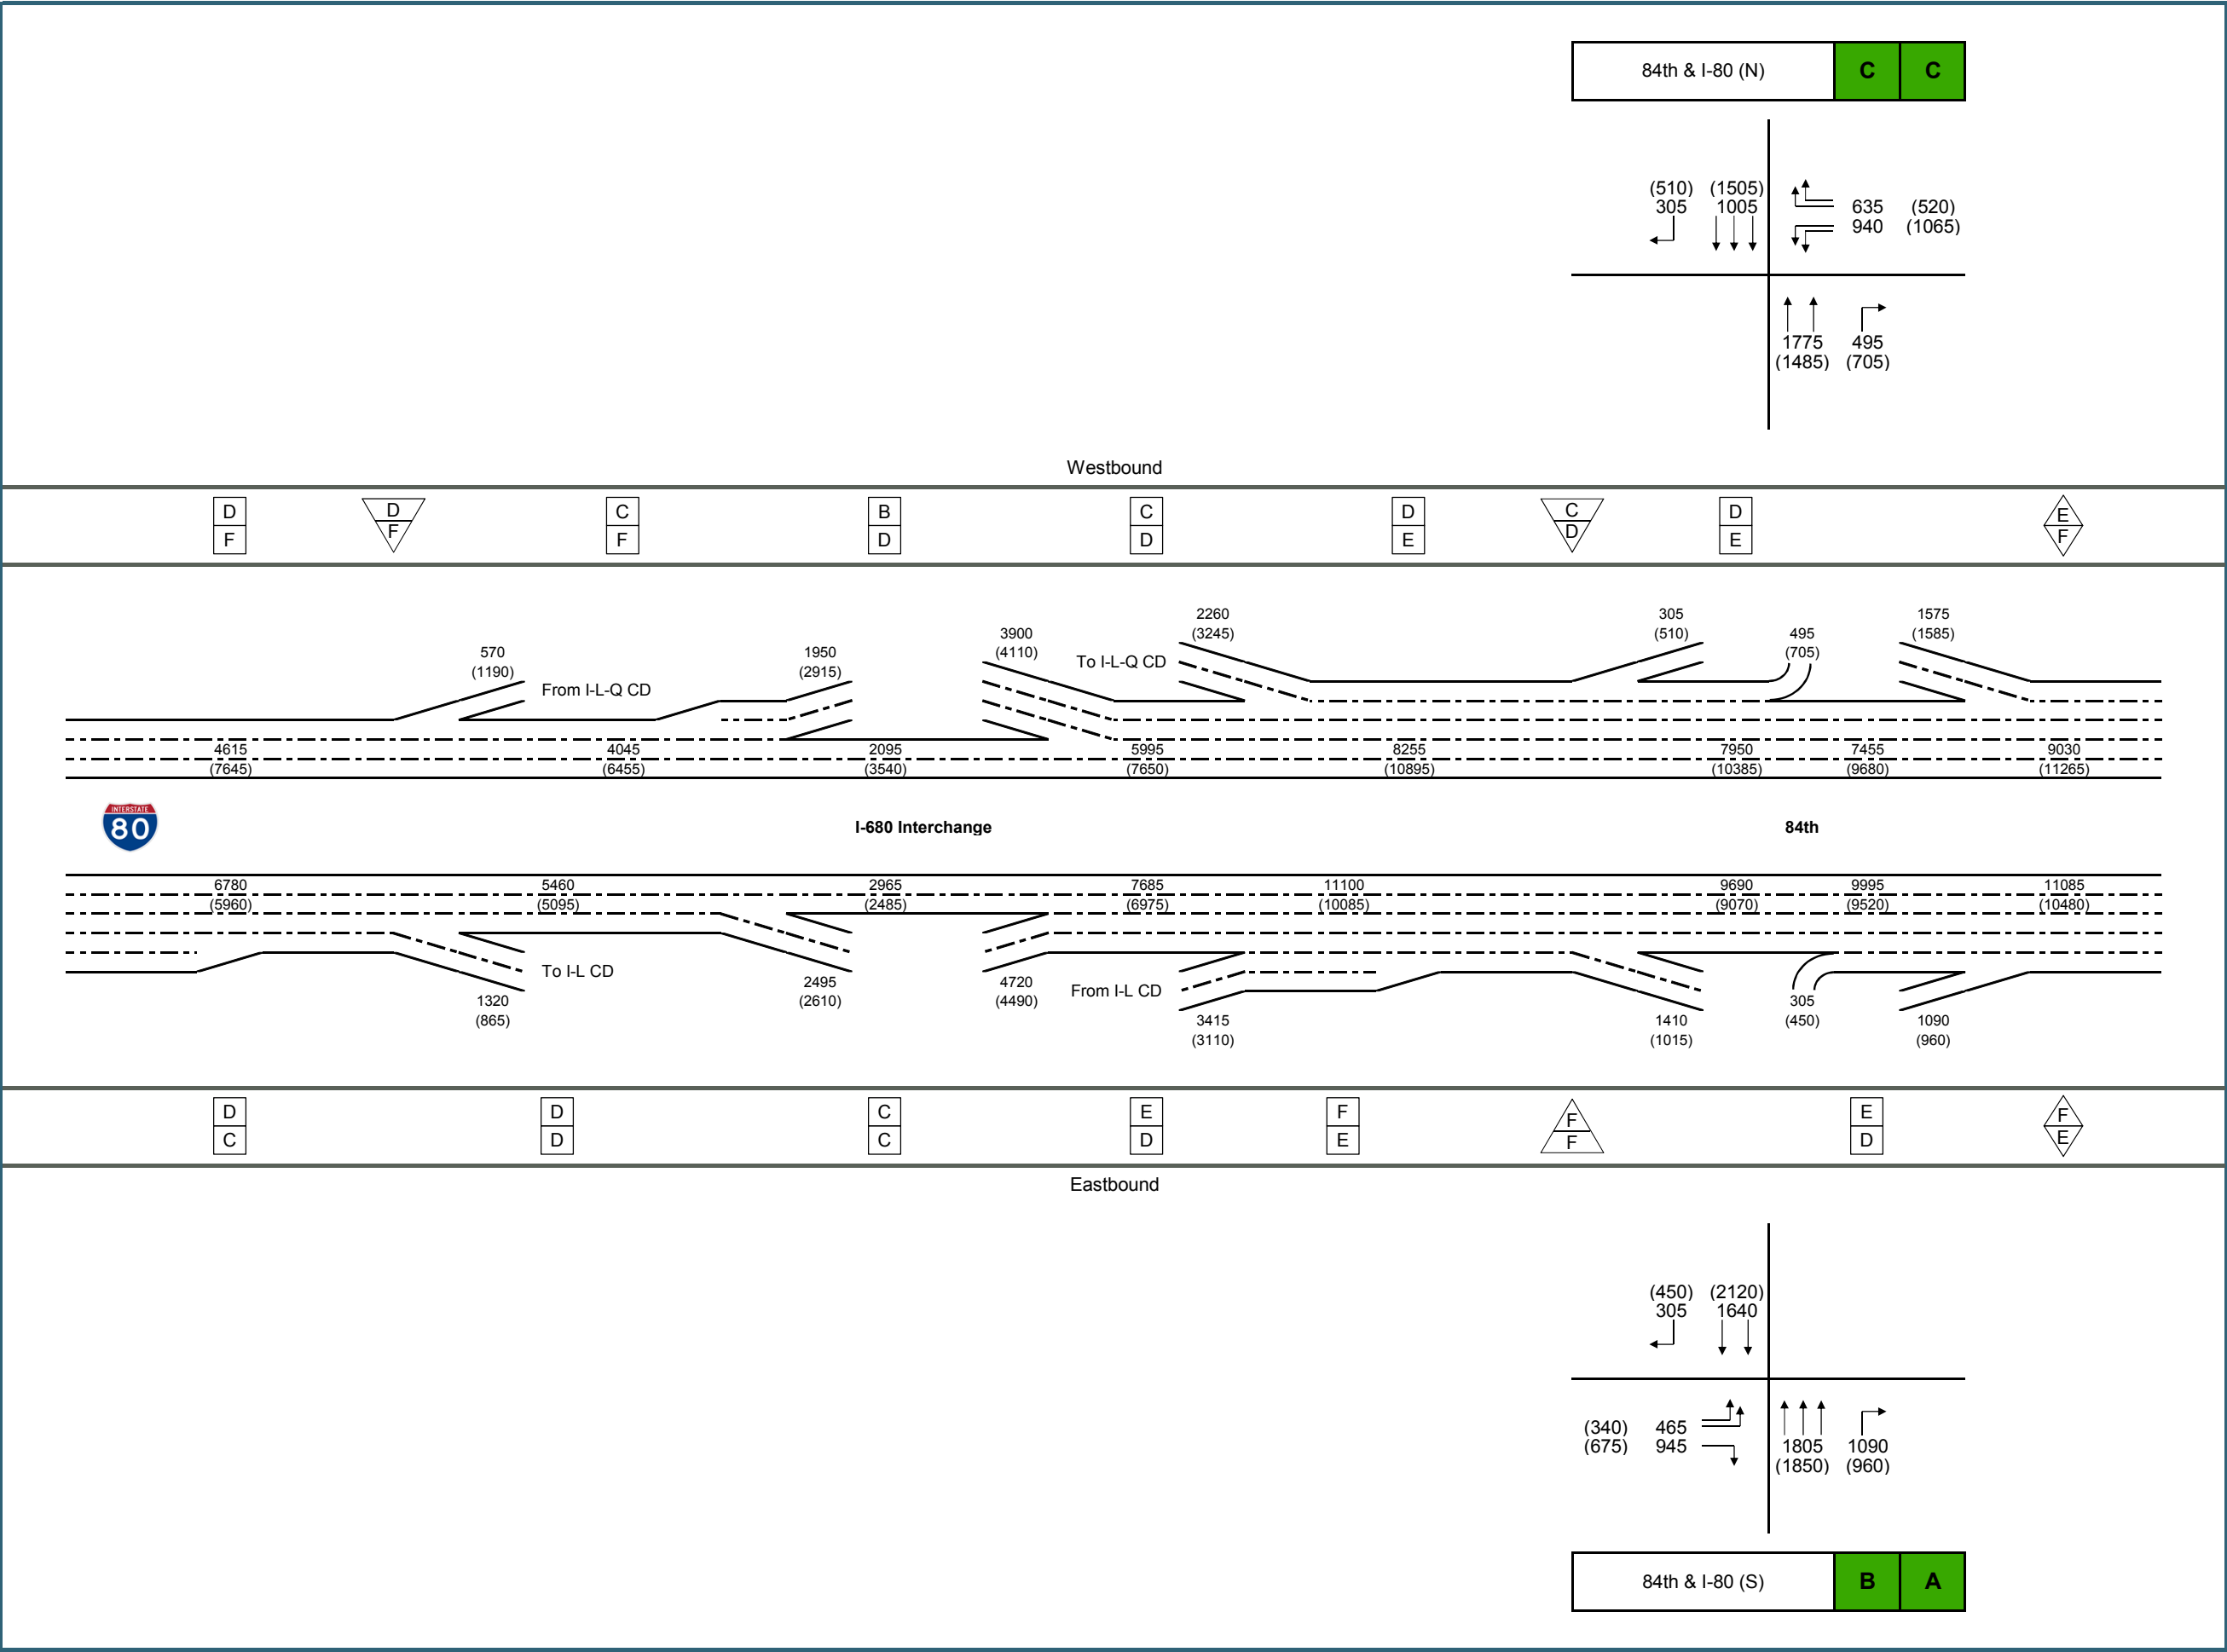 84th & I-80 (N) C C
(510) (1505)
305 1005
635 (520)
940 (1065)
1775 495
(1485) (705)
Westbound
D D C B C D C D E
F F F D D E D E F
570
(1190)
From I-L-Q CD
1950
(2915)
3900
(4110)
To I-L-Q CD
2260
(3245)
305
(510)
495
(705)
1575
(1585)
4615 4045 2095 5995 8255 7950 7455 9030
(7645) (6455) (3540) (7650) (10895) (10385) (9680) (11265)
INTERSTATE
80
I-680 Interchange
84th
6780 5460 2965 7685 11100 9690 9995 11085
(5960) (5095) (2485) (6975) (10085) (9070) (9520) (10480)
1320
(865)
To I-L CD
2495
(2610)
4720
(4490)
From I-L CD
3415
(3110)
1410
(1015)
305
(450)
1090
(960)
D D C E F F E F
C D C D E F D E
Eastbound
(450) (2120)
305 1640
(340) 465
(675) 945
1805 1090
(1850) (960)
84th & I-80 (S) B A